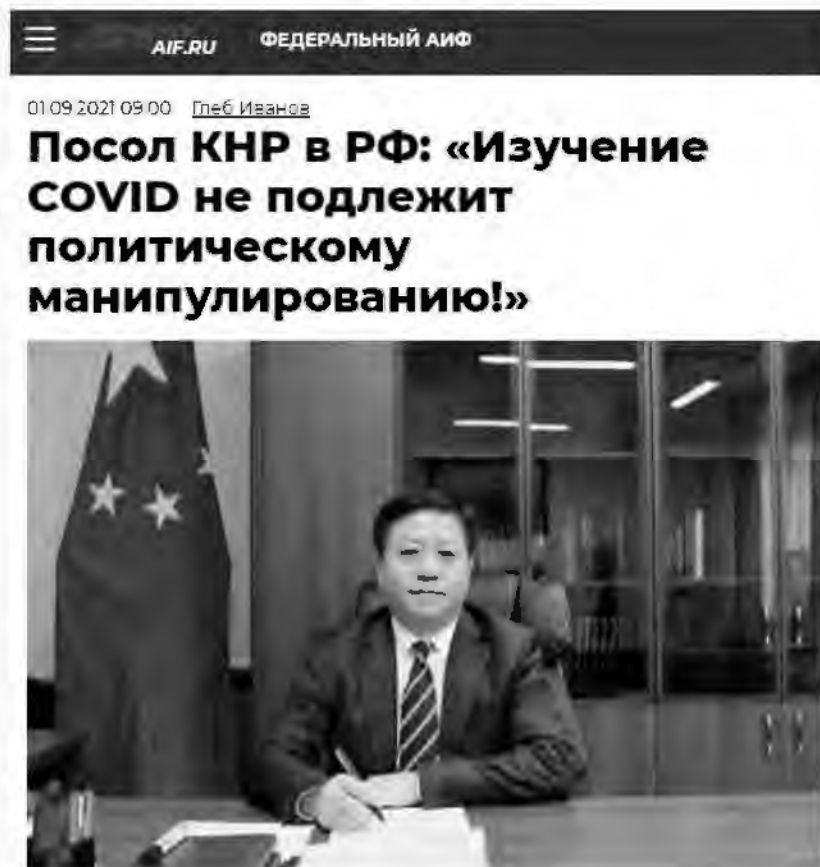 AIF.RU ФЕДЕРАЛЬНЫЙ АИФ
01.09.2021 09:00 Глеб Иванов
Посол КНР в РФ: «Изучение
COVID не подлежит
политическому
манипулированию!»